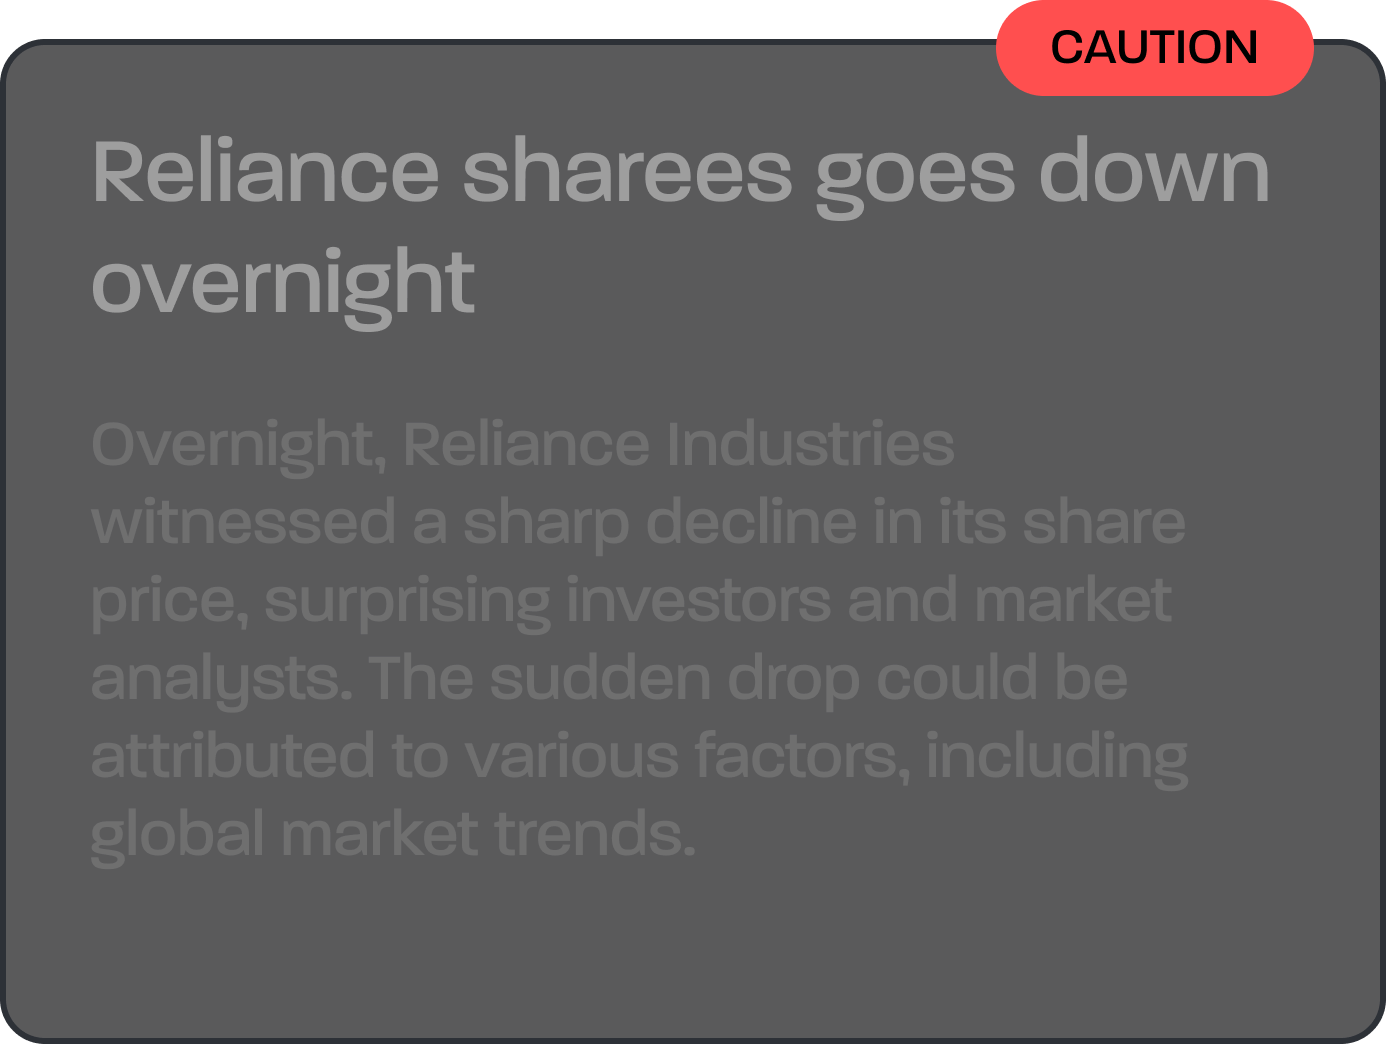 CAUTION
Reliance sharees goes down
overnight
Overnight, Reliance Industries
witnessed a sharp decline in its share
price, surprising investors and market
analysts. The sudden drop could be
attributed to various factors, including
global market trends.